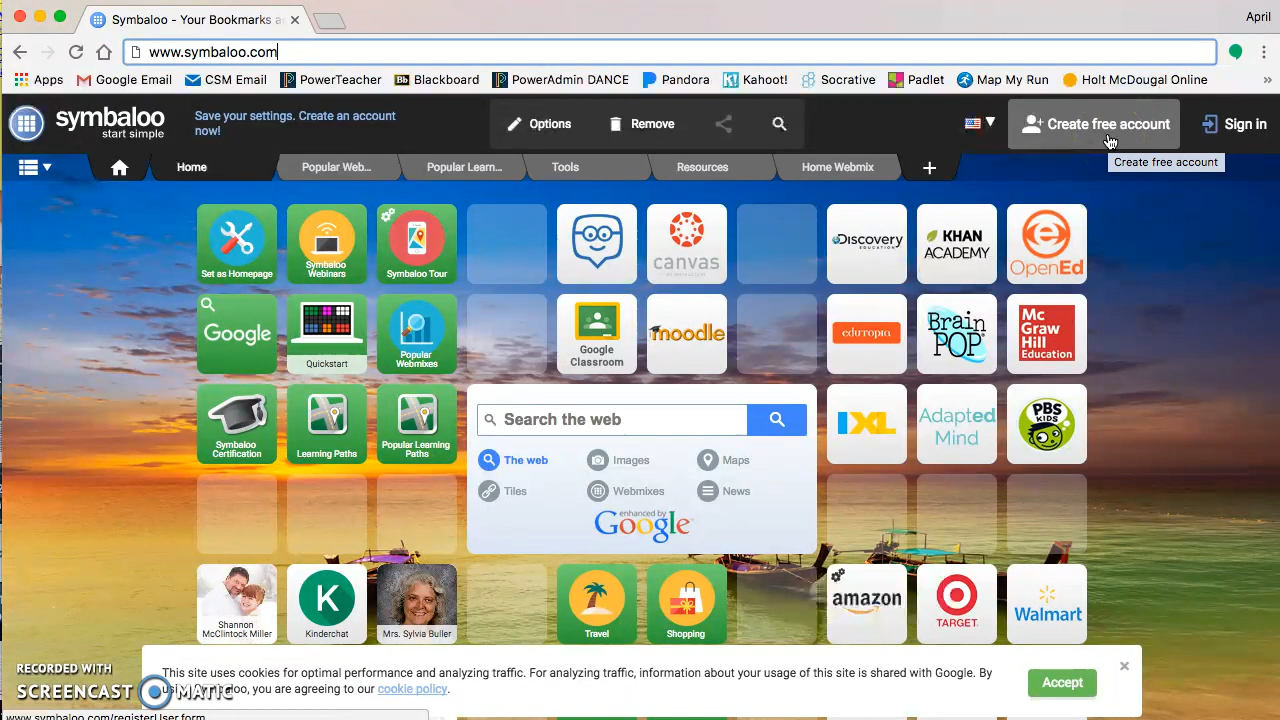 Symbaloo - Your Bookmarks a
April
www.symbaloo.com
Apps Google Email CSM Email PowerTeacher Blackboard PowerAdmin DANCE Pandora Kahoot! Socrative Padlet Map My Run Holt McDougal Online »
symbaloo
start simple
Save your settings. Create an account
now!
Options Remove
Create free account
Sign in
Create free account
Home Popular Web... Popular Learn... Tools Resources Home Webmix +
Set as Homepage
Symbaloo
Webinars
Symbaloo Tour
canvas
Discovery
EDUCATION
KHAN
ACADEMY
OpenEd
Google
Quickstart
Popular
Webmixes
Google
Classroom
moodle
edutopia
Brain
POP
Mc
Graw
Hill
Education
Symbaloo
Certification
Learning Paths
Popular Learning
Paths
Search the web
The web Images Maps
Tiles Webmixes News
enhanced by
Google
IXL
Adapted
Mind
PBS
KIDS
Shannon
McClintock Miller
K
Kinderchat
Mrs. Sylvia Buller
Travel
Shopping
amazon
TARGET
Walmart
This site uses cookies for optimal performance and analyzing traffic. For analyzing traffic, information about your usage of this site is shared with Google. By
Symbaloo, you are agreeing to our cookie policy.
Accept
RECORDED WITH
SCREENCAST MATIC
www.symbaloo.com/registerUser.form